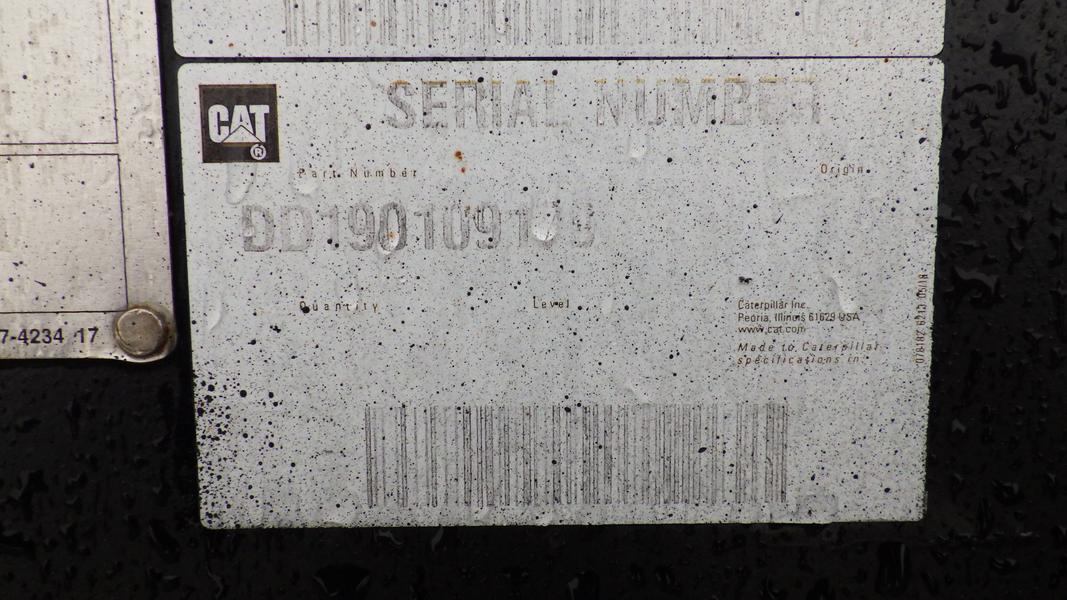 CAT
®
SERIAL NUMBER
Part Number
Origin
Quantity
Level
Caterpillar Inc.
Peoria, Illinois 61629 USA
www.cat.com
Made to Caterpillar
specifications in:
7-4234 17